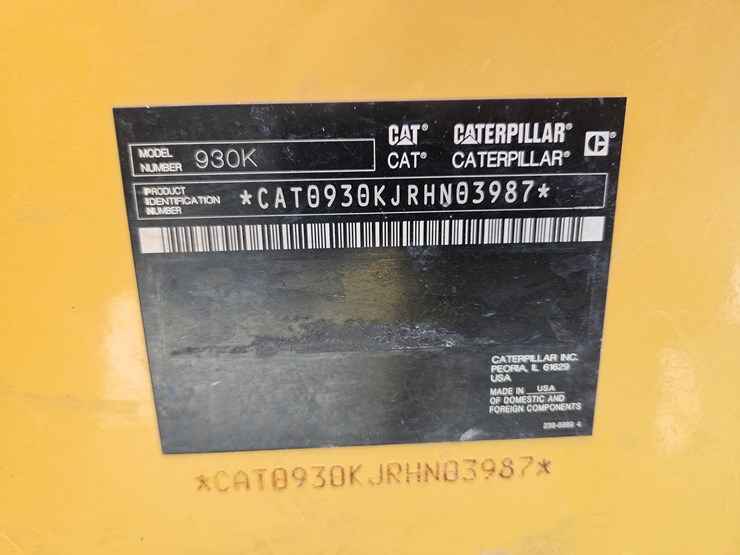 CAT® CATERPILLAR® C®
CAT® CATERPILLAR®
MODEL NUMBER 930K
PRODUCT IDENTIFICATION NUMBER *CAT0930KJRHN03987*
CATERPILLAR INC.
PEORIA, IL 61629
USA
MADE IN USA
OF DOMESTIC AND
FOREIGN COMPONENTS
*CAT0930KJRHN03987*